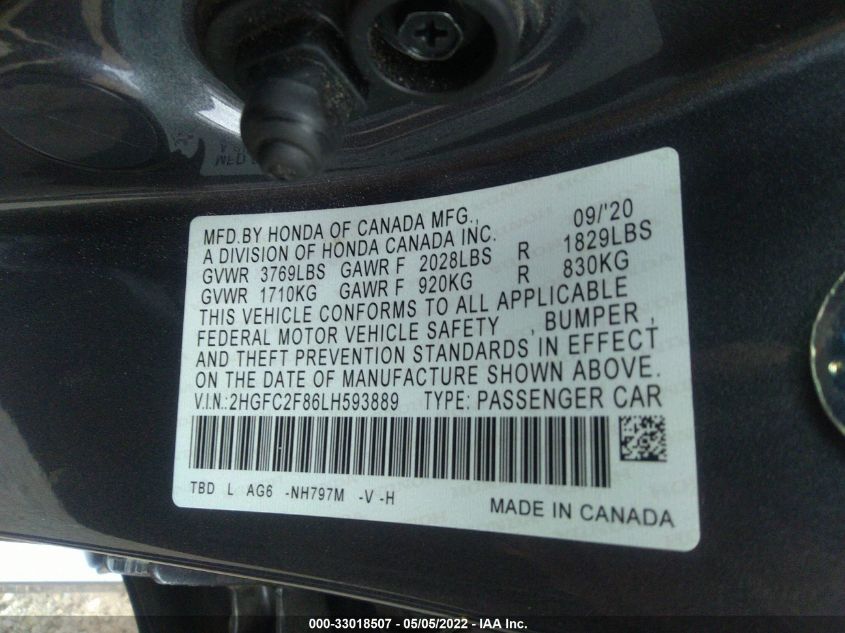 MFD.BY HONDA OF CANADA MFG., 09/'20
A DIVISION OF HONDA CANADA INC.
GVWR 3769LBS GAWR F 2028LBS R 1829LBS
GVWR 1710KG GAWR F 920KG R 830KG
THIS VEHICLE CONFORMS TO ALL APPLICABLE
FEDERAL MOTOR VEHICLE SAFETY , BUMPER ,
AND THEFT PREVENTION STANDARDS IN EFFECT
ON THE DATE OF MANUFACTURE SHOWN ABOVE.
V.I.N.:2HGFC2F86LH593889 TYPE: PASSENGER CAR
TBD L AG6 -NH797M -V -H
MADE IN CANADA
000-33018507 - 05/05/2022 - IAA Inc.